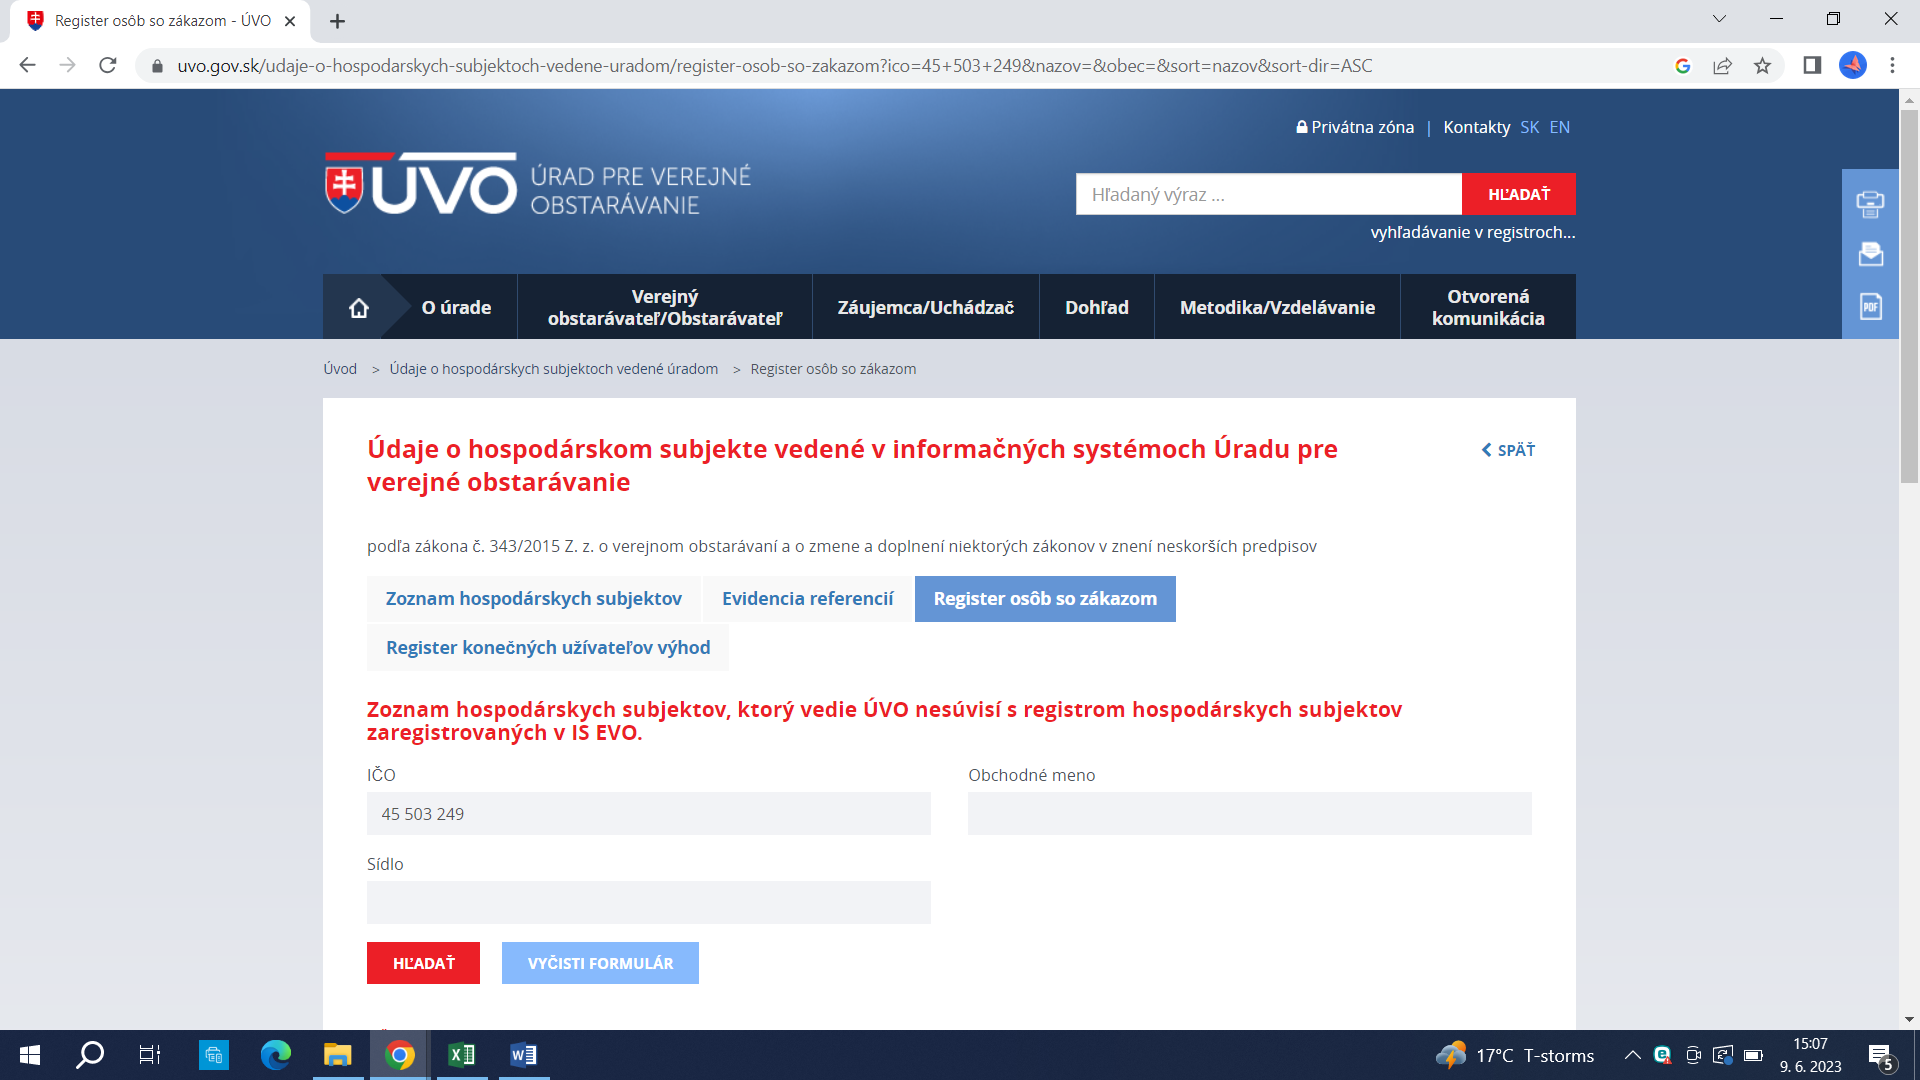 Register osôb so zákazom - ÚVO
uvo.gov.sk/udaje-o-hospodarskych-subjektoch-vedene-uradom/register-osob-so-zakazom?ico=45+503+249&nazov=&obec=&sort=nazov&sort-dir=ASC
Privátna zóna | Kontakty SK EN
ÚVO ÚRAD PRE VEREJNÉ OBSTARÁVANIE
Hľadaný výraz ... HĽADAŤ
vyhľadávanie v registroch...
O úrade
Verejný obstarávateľ/Obstarávateľ
Záujemca/Uchádzač
Dohľad
Metodika/Vzdelávanie
Otvorená komunikácia
PDF
Úvod > Údaje o hospodárskych subjektoch vedené úradom > Register osôb so zákazom
Údaje o hospodárskom subjekte vedené v informačných systémoch Úradu pre
verejné obstarávanie
SPÄŤ
podľa zákona č. 343/2015 Z. z. o verejnom obstarávaní a o zmene a doplnení niektorých zákonov v znení neskorších predpisov
Zoznam hospodárskych subjektov Evidencia referencií Register osôb so zákazom
Register konečných užívateľov výhod
Zoznam hospodárskych subjektov, ktorý vedie ÚVO nesúvisí s registrom hospodárskych subjektov
zaregistrovaných v IS EVO.
IČO Obchodné meno
45 503 249
Sídlo
HĽADAŤ VYČISTI FORMULÁR
17°C T-storms
15:07
9. 6. 2023
5